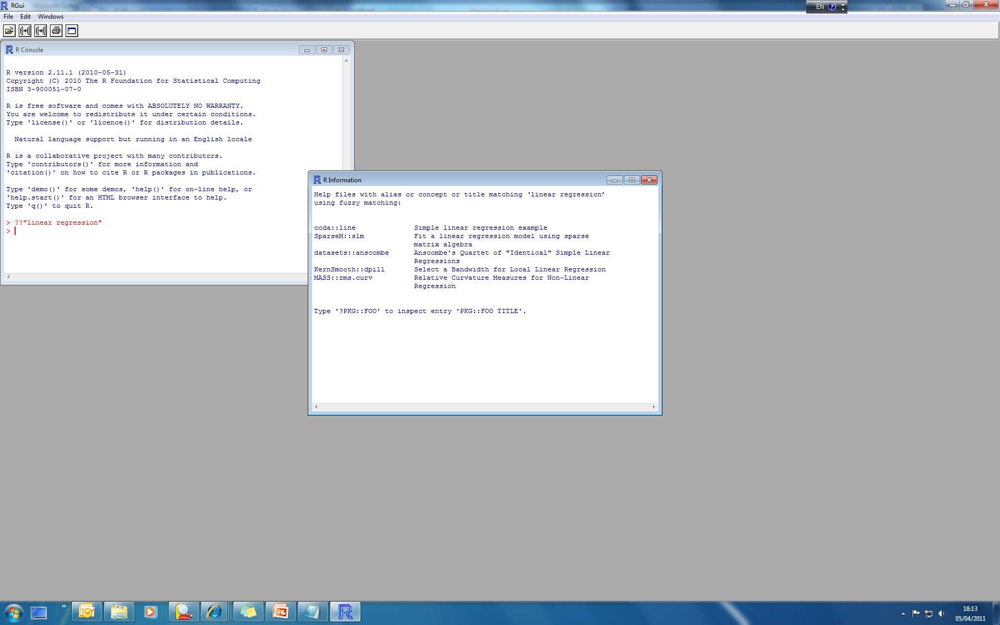 RGui
EN
File Edit Windows
R Console
R version 2.11.1 (2010-05-31)
Copyright (C) 2010 The R Foundation for Statistical Computing
ISBN 3-900051-07-0
R is free software and comes with ABSOLUTELY NO WARRANTY.
You are welcome to redistribute it under certain conditions.
Type 'license()' or 'licence()' for distribution details.
Natural language support but running in an English locale
R is a collaborative project with many contributors.
Type 'contributors()' for more information and
'citation()' on how to cite R or R packages in publications.
Type 'demo()' for some demos, 'help()' for on-line help, or
'help.start()' for an HTML browser interface to help.
Type 'q()' to quit R.
> ??"linear regression"
>
R Information
Help files with alias or concept or title matching ‘linear regression’
using fuzzy matching:
coda::line Simple linear regression example
SparseM::slm Fit a linear regression model using sparse
matrix algebra
datasets::anscombe Anscombe's Quartet of "Identical" Simple Linear
Regressions
KernSmooth::dpill Select a Bandwidth for Local Linear Regression
MASS::rms.curv Relative Curvature Measures for Non-Linear
Regression
Type '?PKG::FOO' to inspect entry 'PKG::FOO TITLE'.
18:13
05/04/2011